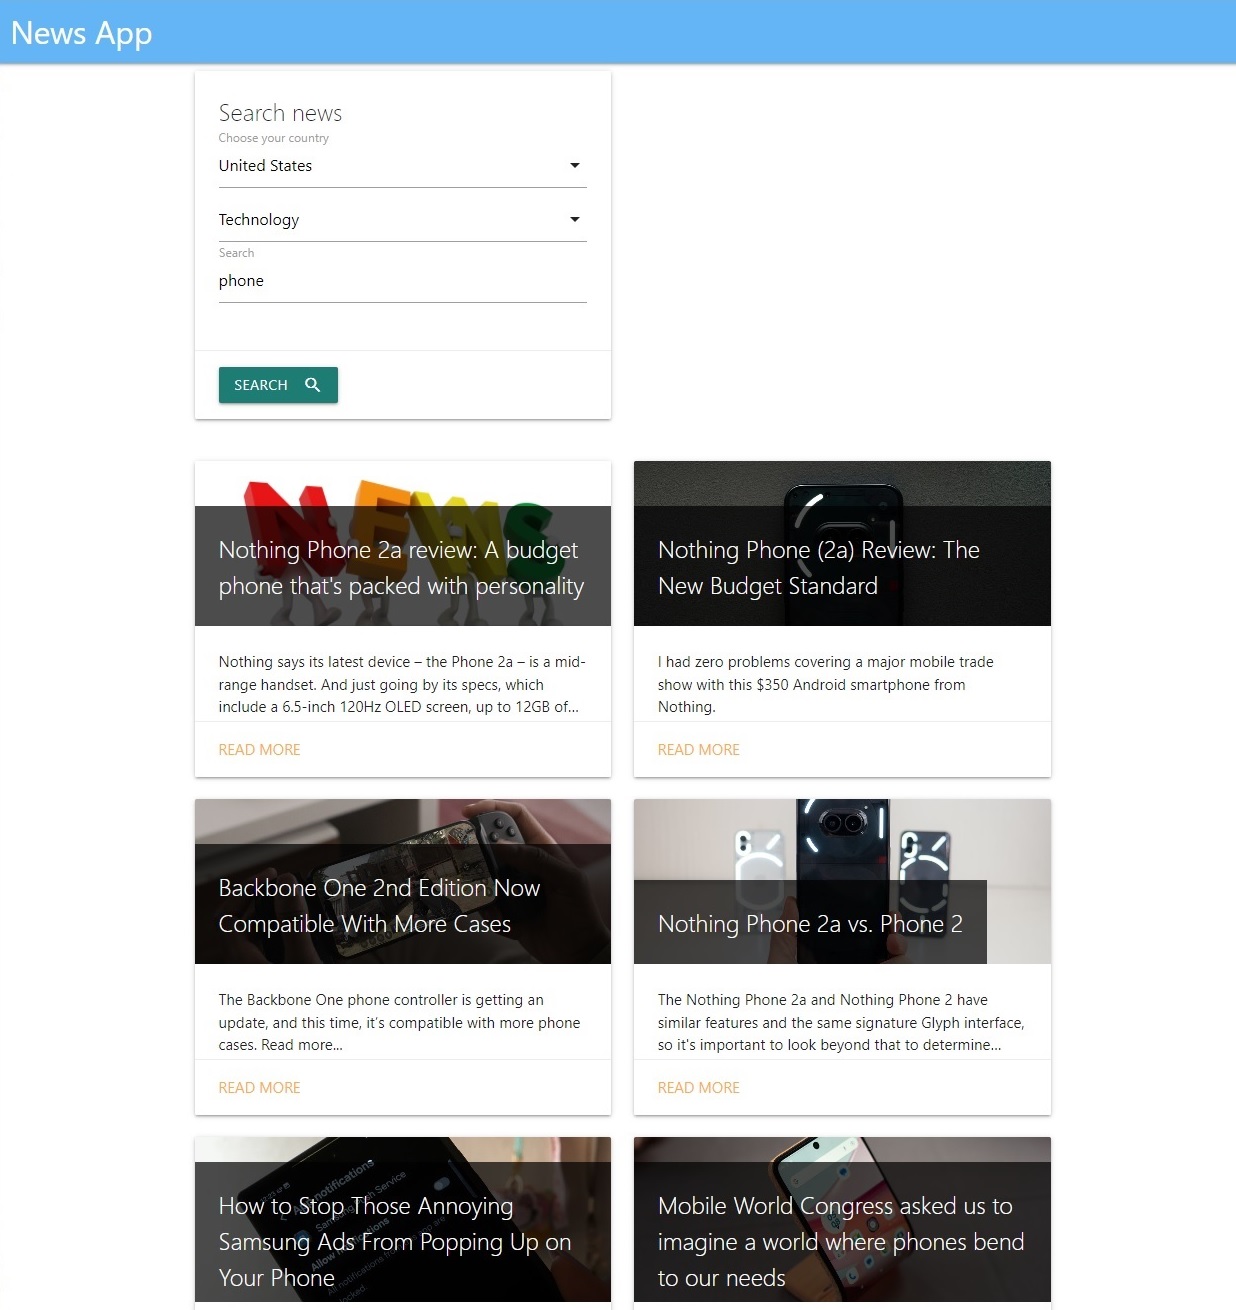 News App
Search news
Choose your country
United States
Technology
Search
phone
SEARCH
NEWS
Nothing Phone 2a review: A budget
phone that's packed with personality
Nothing says its latest device – the Phone 2a – is a mid-
range handset. And just going by its specs, which
include a 6.5-inch 120Hz OLED screen, up to 12GB of...
READ MORE
Nothing Phone (2a) Review: The
New Budget Standard
I had zero problems covering a major mobile trade
show with this $350 Android smartphone from
Nothing.
READ MORE
Backbone One 2nd Edition Now
Compatible With More Cases
The Backbone One phone controller is getting an
update, and this time, it's compatible with more phone
cases. Read more...
READ MORE
Nothing Phone 2a vs. Phone 2
The Nothing Phone 2a and Nothing Phone 2 have
similar features and the same signature Glyph interface,
so it's important to look beyond that to determine...
READ MORE
notifications
Service
Allow notifications
How to Stop Those Annoying
Samsung Ads From Popping Up on
Your Phone
Mobile World Congress asked us to
imagine a world where phones bend
to our needs